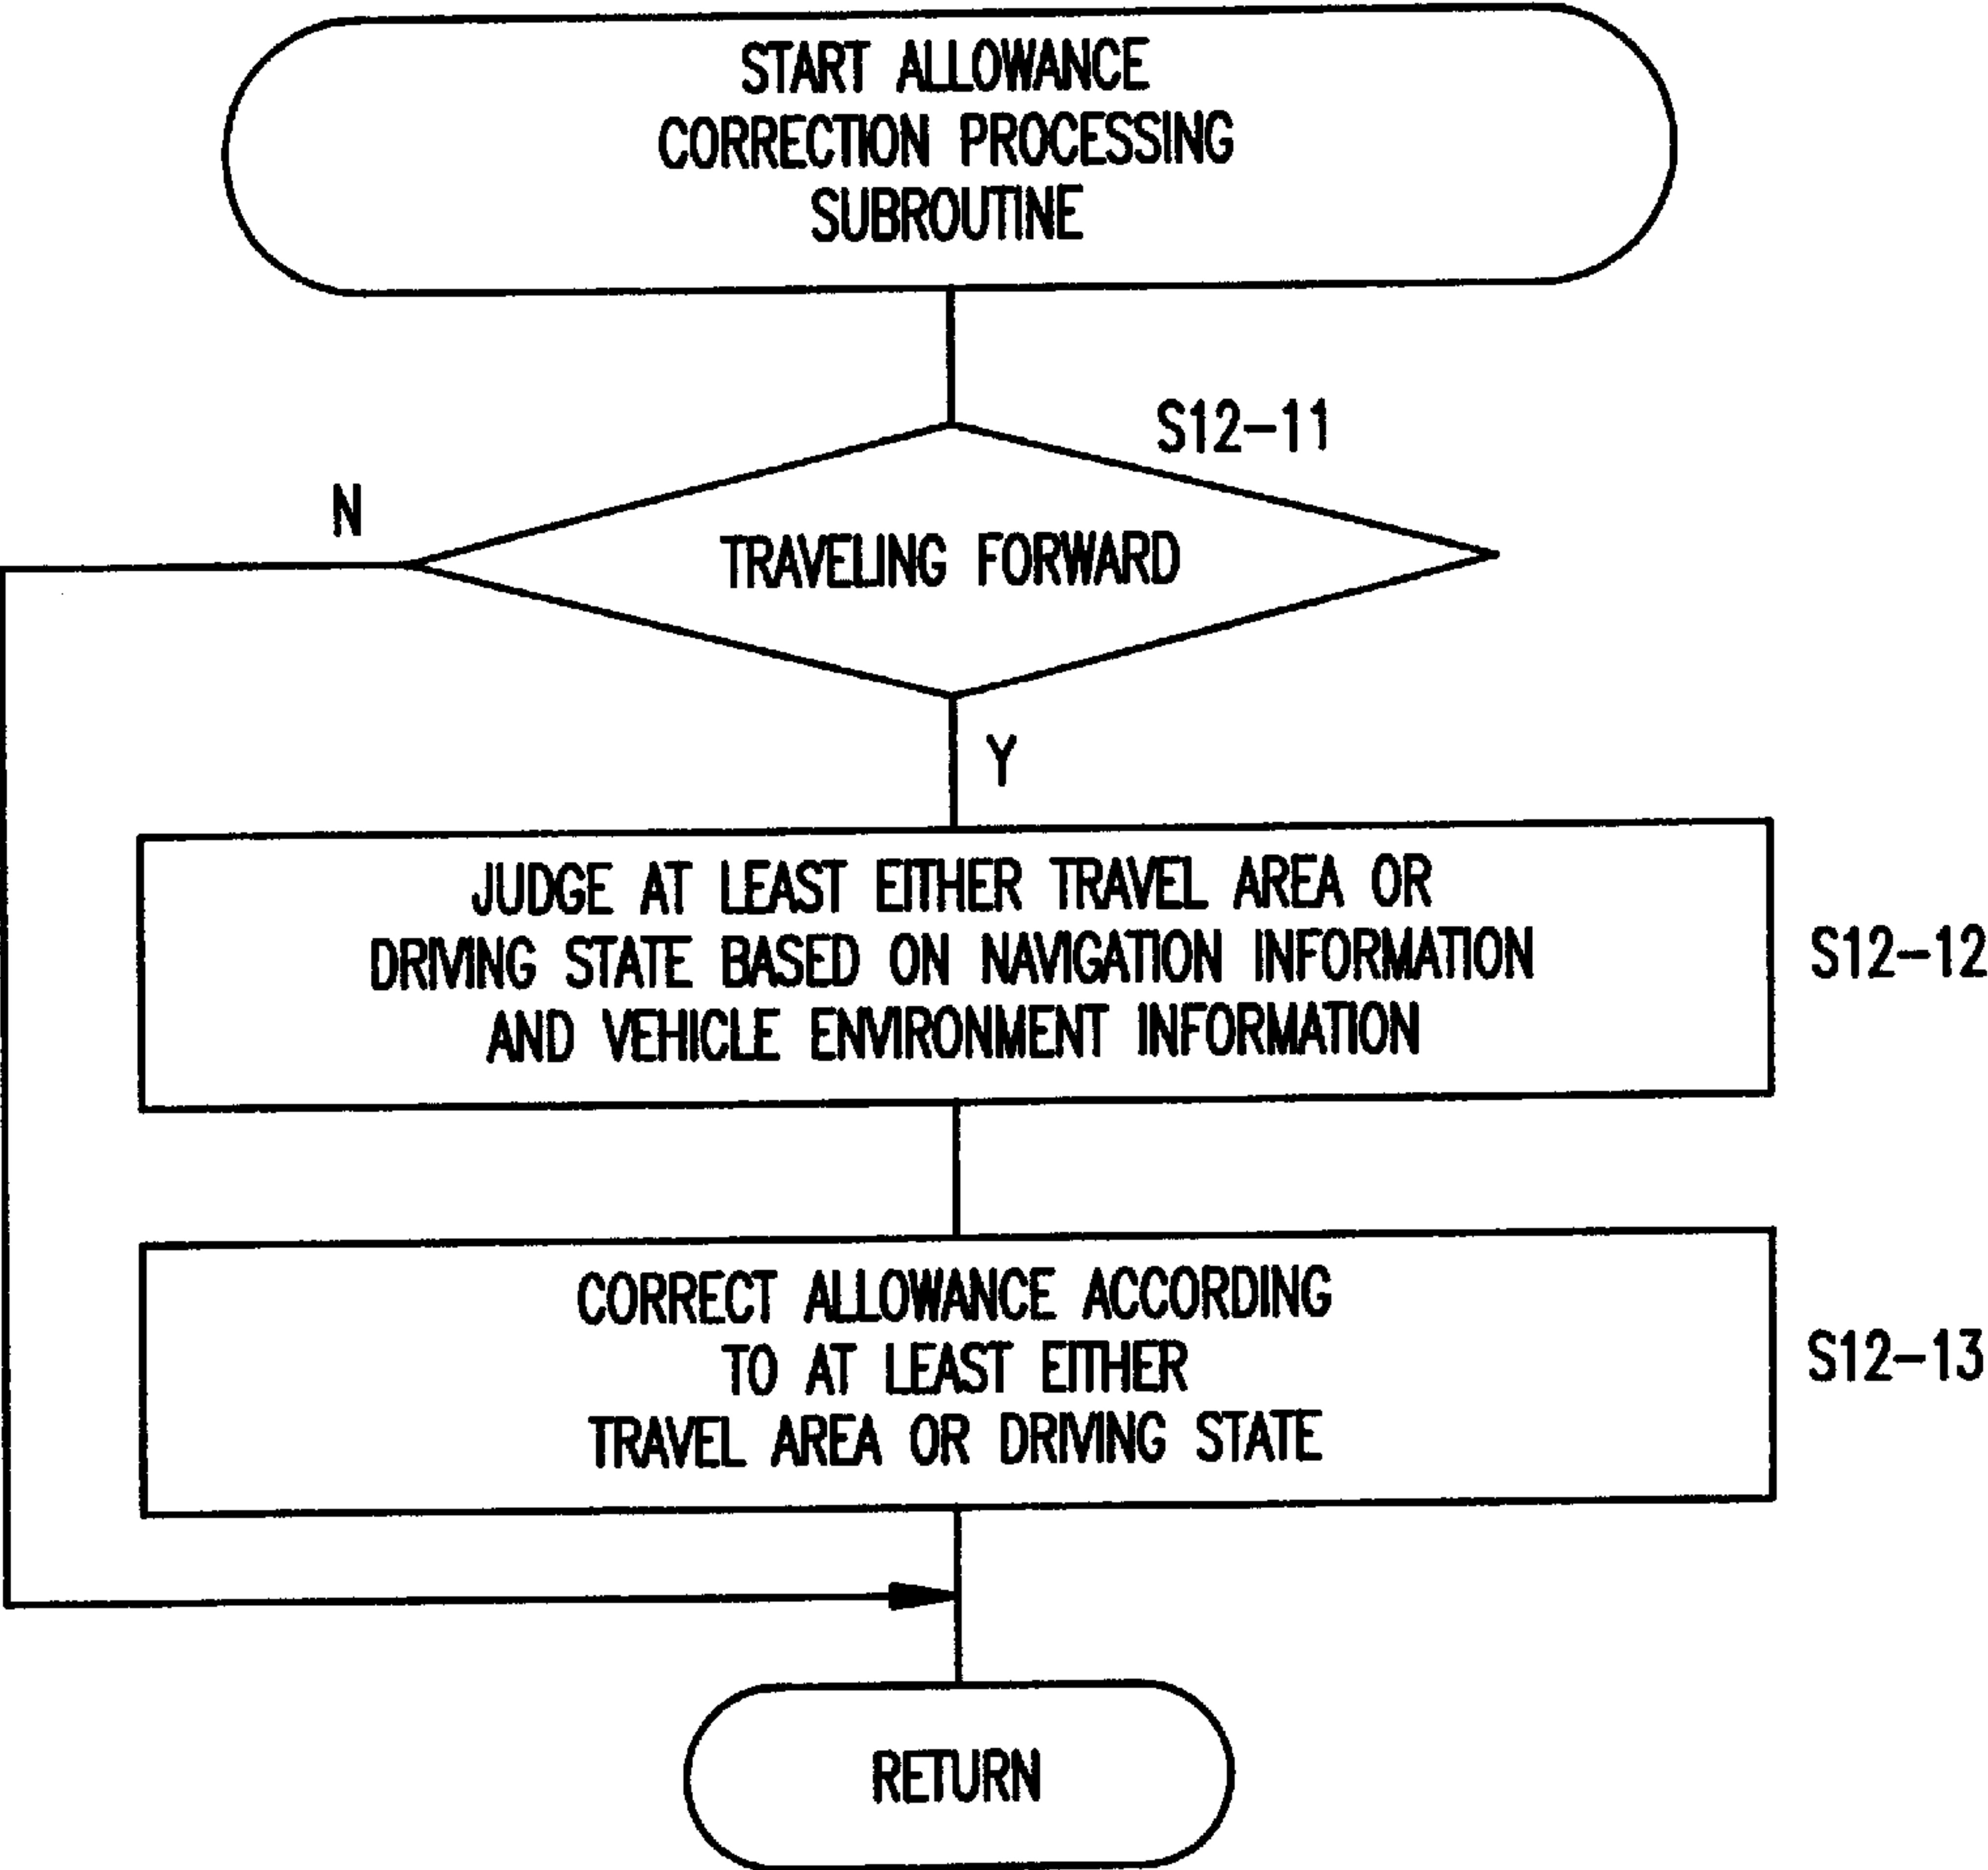 START ALLOWANCE
CORRECTION PROCESSING
SUBROUTINE
S12-11
N
TRAVELING FORWARD
Y
JUDGE AT LEAST EITHER TRAVEL AREA OR
DRIVING STATE BASED ON NAVIGATION INFORMATION
AND VEHICLE ENVIRONMENT INFORMATION
S12-12
CORRECT ALLOWANCE ACCORDING
TO AT LEAST EITHER
TRAVEL AREA OR DRIVING STATE
S12-13
RETURN